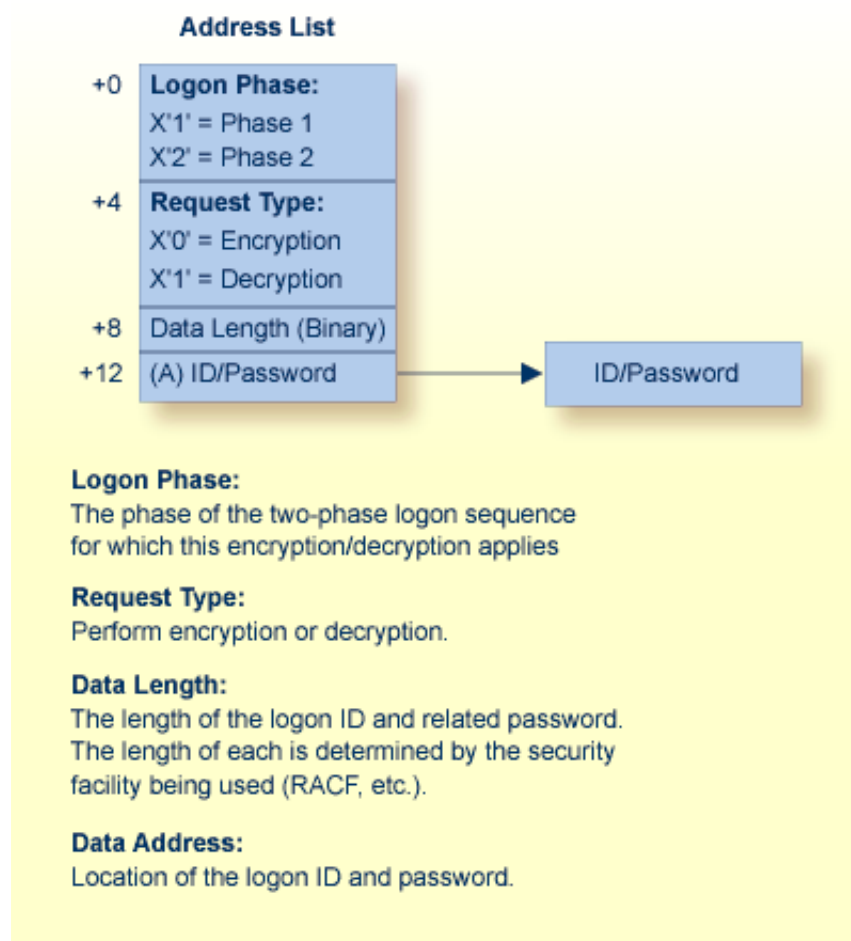 Address List
+0 Logon Phase:
X'1' = Phase 1
X'2' = Phase 2
+4 Request Type:
X'0' = Encryption
X'1' = Decryption
+8 Data Length (Binary)
+12 (A) ID/Password ID/Password
Logon Phase:
The phase of the two-phase logon sequence
for which this encryption/decryption applies
Request Type:
Perform encryption or decryption.
Data Length:
The length of the logon ID and related password.
The length of each is determined by the security
facility being used (RACF, etc.).
Data Address:
Location of the logon ID and password.